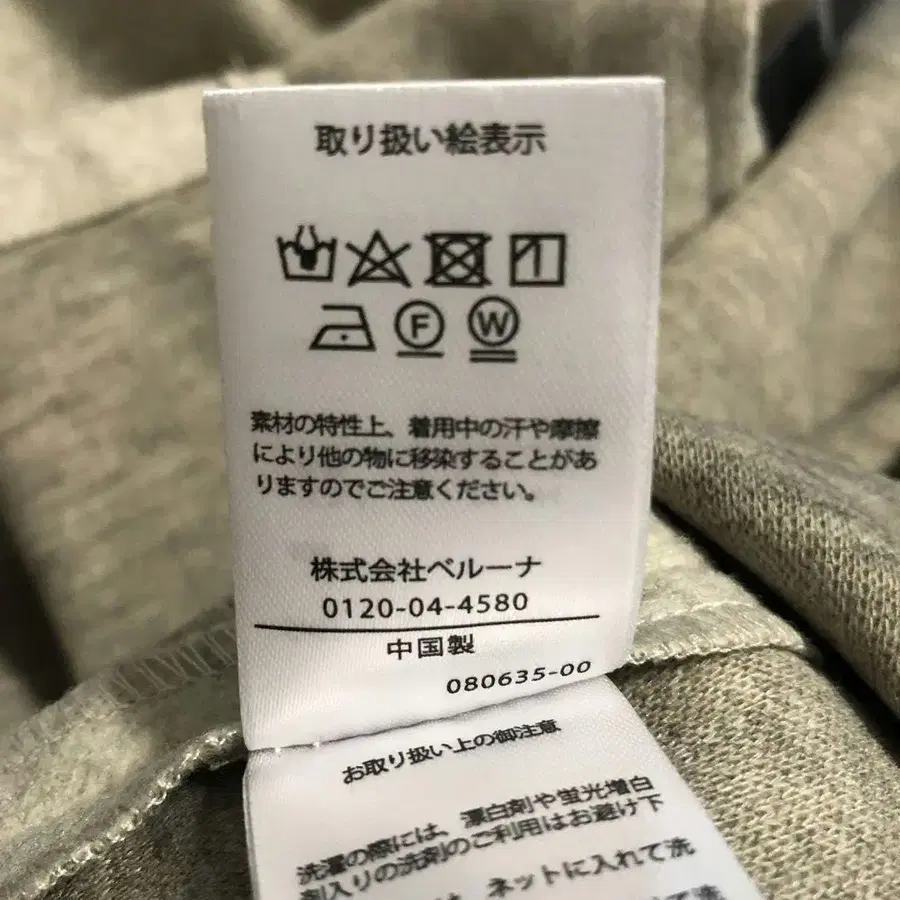 取り扱い絵表示
F W
素材の特性上、着用中の汗や摩擦
により他の物に移染することがあ
りますのでご注意ください。
株式会社ベルーナ
0120-04-4580
中国製
080635-00
お取り扱い上の御注意
洗濯の際には、漂白剤や蛍光増白
剤入りの洗剤のご利用はお避け下
は、ネットに入れて洗